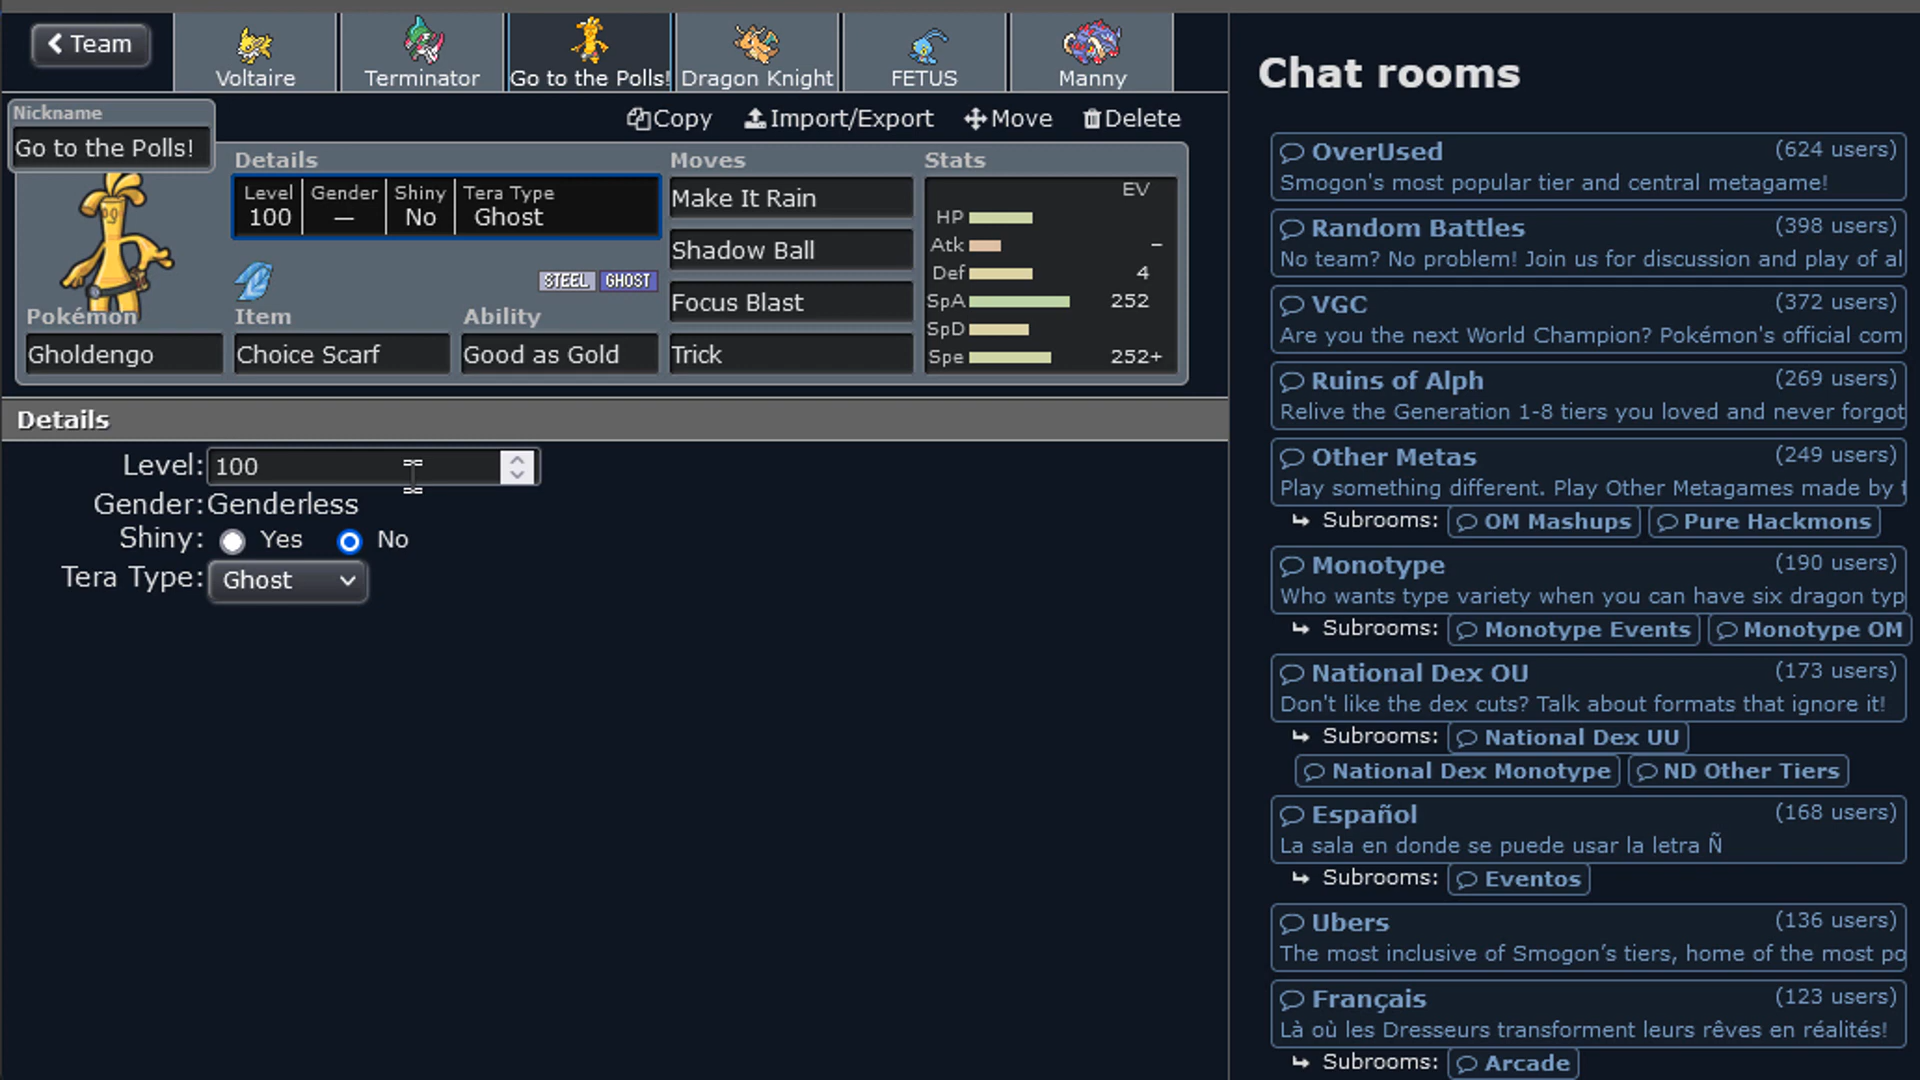 Team
Voltaire
Terminator
Go to the Polls!
Dragon Knight
FETUS
Manny
Nickname
Go to the Polls!
Copy
Import/Export
Move
Delete
Details
Level
100
Gender
—
Shiny
No
Tera Type
Ghost
STEEL
GHOST
Pokémon
Gholdengo
Item
Choice Scarf
Ability
Good as Gold
Moves
Make It Rain
Shadow Ball
Focus Blast
Trick
Stats
EV
HP
Atk –
Def 4
SpA 252
SpD
Spe 252+
Details
Level: 100
Gender: Genderless
Shiny: Yes No
Tera Type: Ghost
Chat rooms
OverUsed (624 users)
Smogon's most popular tier and central metagame!
Random Battles (398 users)
No team? No problem! Join us for discussion and play of al
VGC (372 users)
Are you the next World Champion? Pokémon's official com
Ruins of Alph (269 users)
Relive the Generation 1-8 tiers you loved and never forgot
Other Metas (249 users)
Play something different. Play Other Metagames made by t
Subrooms: OM Mashups Pure Hackmons
Monotype (190 users)
Who wants type variety when you can have six dragon typ
Subrooms: Monotype Events Monotype OM
National Dex OU (173 users)
Don't like the dex cuts? Talk about formats that ignore it!
Subrooms: National Dex UU
National Dex Monotype ND Other Tiers
Español (168 users)
La sala en donde se puede usar la letra Ñ
Subrooms: Eventos
Ubers (136 users)
The most inclusive of Smogon’s tiers, home of the most po
Français (123 users)
Là où les Dresseurs transforment leurs rêves en réalités!
Subrooms: Arcade